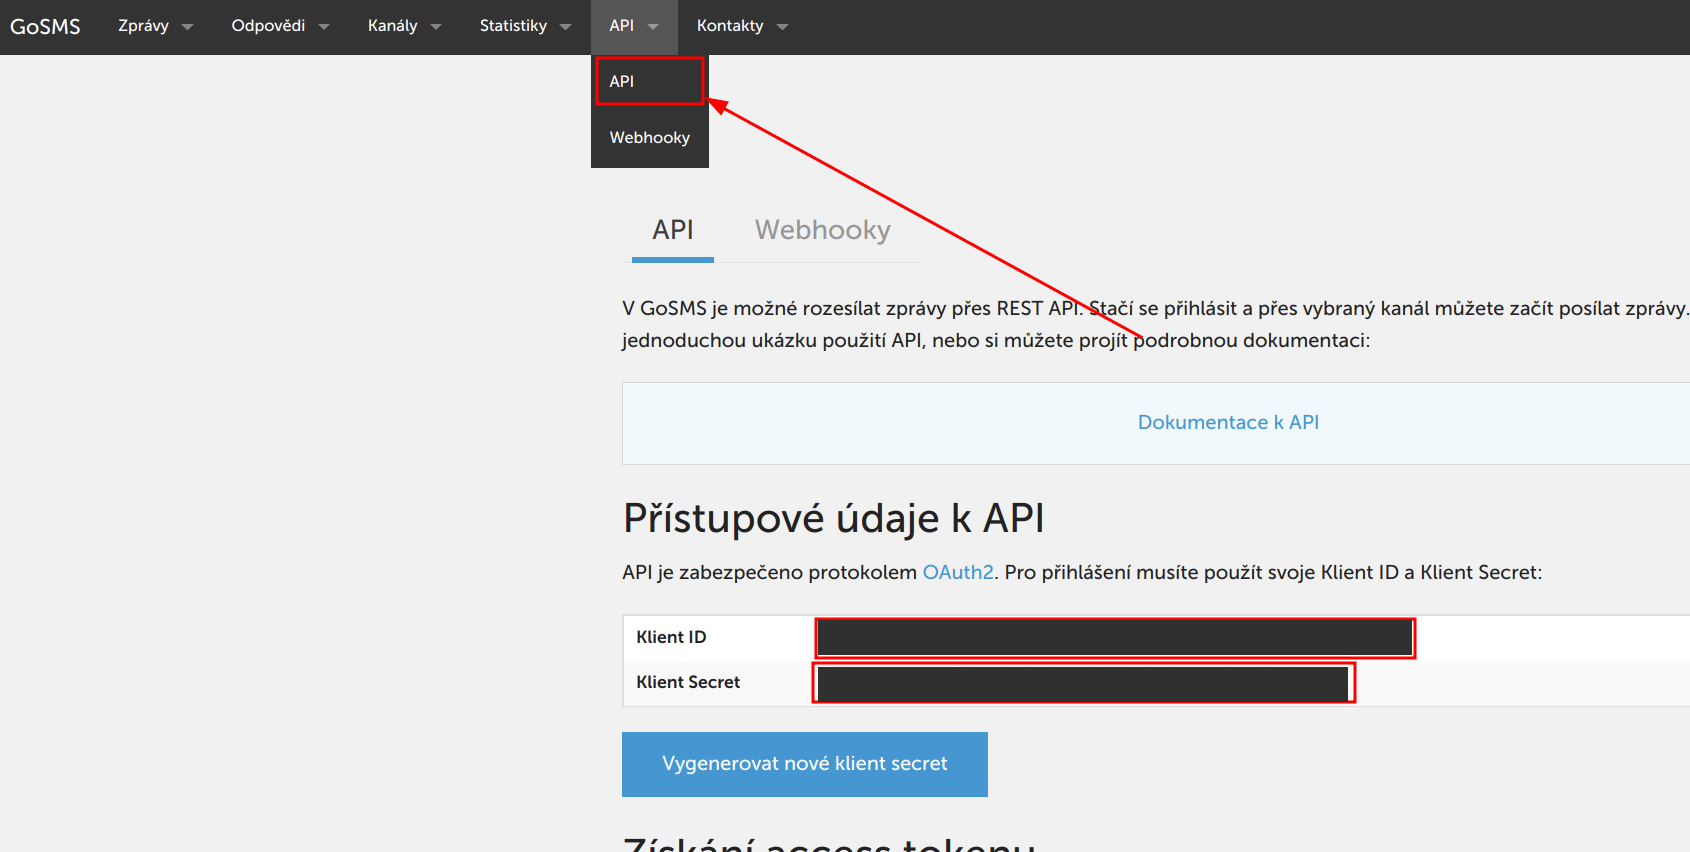 GoSMS Zprávy Odpovědi Kanály Statistiky API Kontakty
API
Webhooky
API Webhooky
V GoSMS je možné rozesílat zprávy přes REST API. Stačí se přihlásit a přes vybraný kanál můžete začít posílat zprávy.
jednoduchou ukázku použití API, nebo si můžete projít podrobnou dokumentaci:
Dokumentace k API
Přístupové údaje k API
API je zabezpečeno protokolem OAuth2. Pro přihlášení musíte použít svoje Klient ID a Klient Secret:
Klient ID
Klient Secret
Vygenerovat nové klient secret
Získání access tokenu